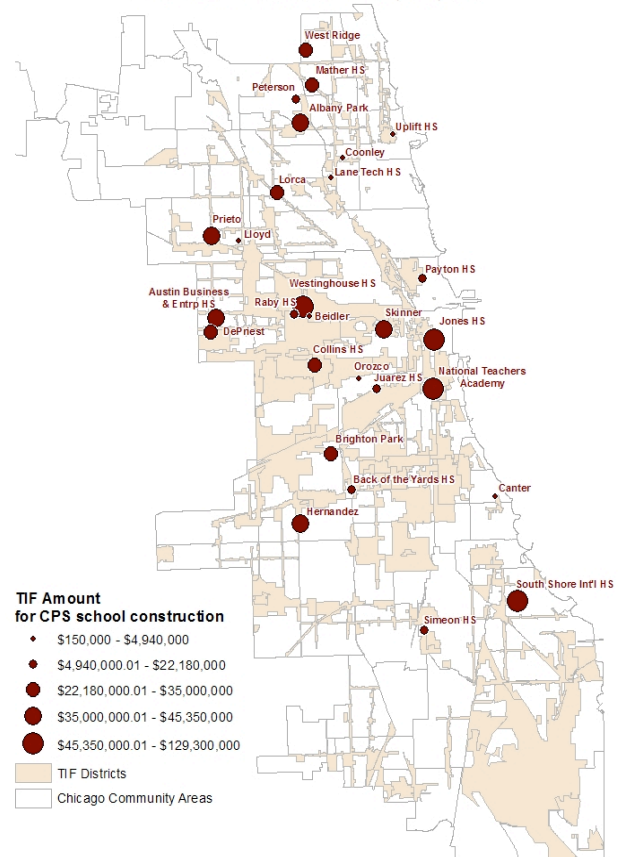 West Ridge
Mather HS
Peterson
Albany Park
Uplift HS
Coonley
Lane Tech HS
Lorca
Prieto
Lloyd
Payton HS
Westinghouse HS
Austin Business
& Entrp HS
Raby HS
Beidler
Skinner
Jones HS
DePriest
Collins HS
Orozco
Juarez HS
National Teachers
Academy
Brighton Park
Back of the Yards HS
Canter
Hernandez
South Shore Int'l HS
Simeon HS
TIF Amount
for CPS school construction
$150,000 - $4,940,000
$4,940,000.01 - $22,180,000
$22,180,000.01 - $35,000,000
$35,000,000.01 - $45,350,000
$45,350,000.01 - $129,300,000
TIF Districts
Chicago Community Areas